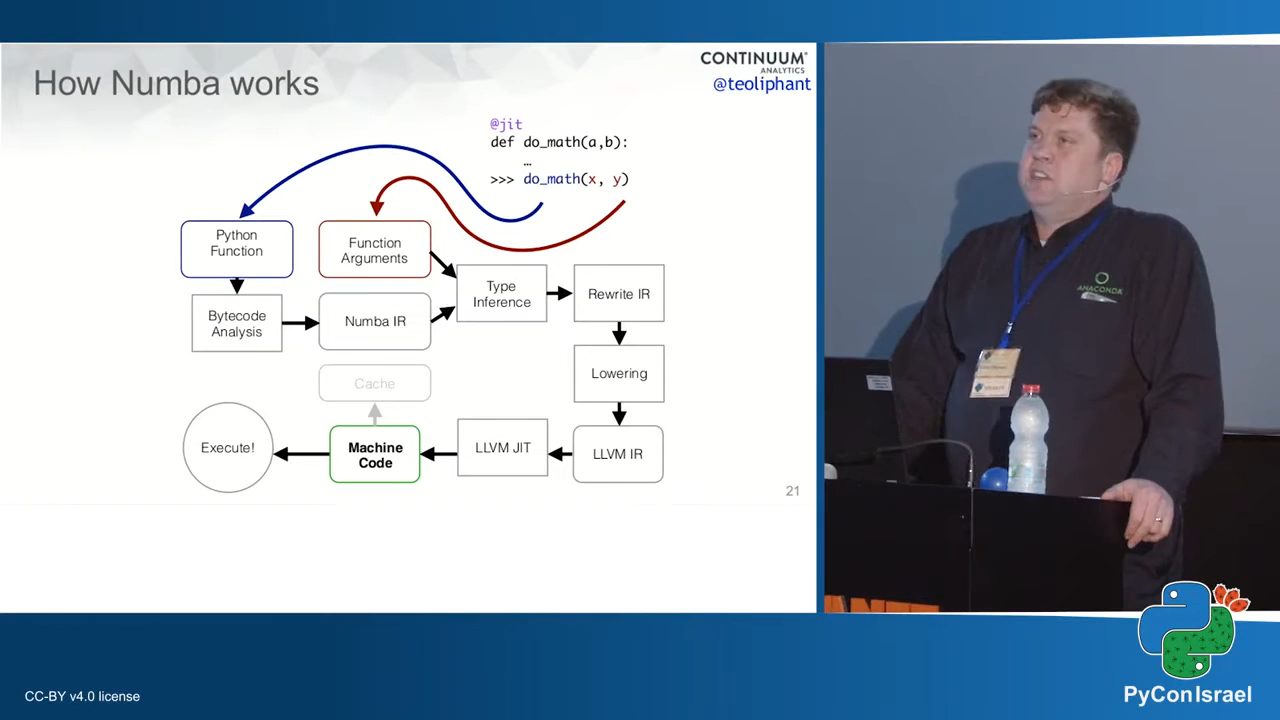 How Numba works
CONTINUUM
ANALYTICS
@teoliphant
@jit
def do_math(a,b):
…
>>> do_math(x, y)
Python
Function
Function
Arguments
Type
Inference
Rewrite IR
Bytecode
Analysis
Numba IR
Lowering
Cache
Execute!
Machine
Code
LLVM JIT
LLVM IR
21
ANACONDA
PyConIsrael
CC-BY v4.0 license